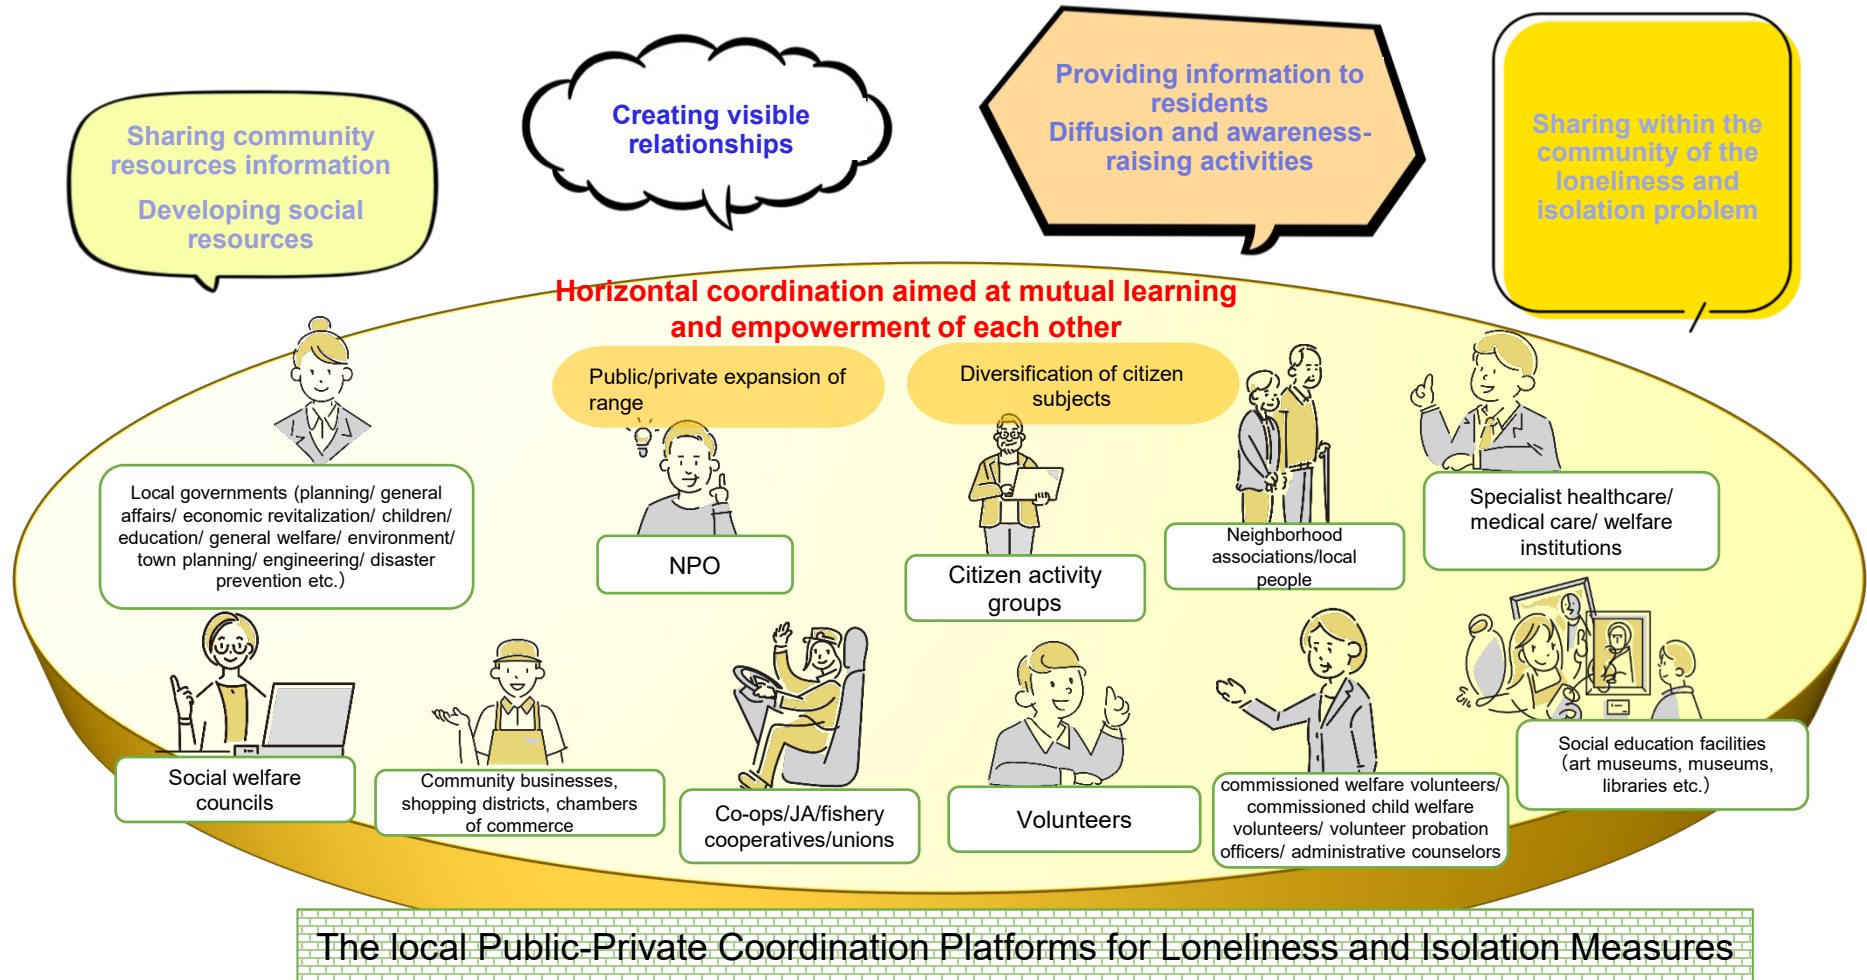 Sharing community
resources information
Developing social
resources
Creating visible
relationships
Providing information to
residents
Diffusion and awareness-
raising activities
Sharing within the
community of the
loneliness and
isolation problem
Horizontal coordination aimed at mutual learning
and empowerment of each other
Public/private expansion of
range
Diversification of citizen
subjects
Local governments (planning/ general
affairs/ economic revitalization/ children/
education/ general welfare/ environment/
town planning/ engineering/ disaster
prevention etc.）
NPO
Citizen activity
groups
Neighborhood
associations/local
people
Specialist healthcare/
medical care/ welfare
institutions
Social welfare
councils
Community businesses,
shopping districts, chambers
of commerce
Co-ops/JA/fishery
cooperatives/unions
Volunteers
commissioned welfare volunteers/
commissioned child welfare
volunteers/ volunteer probation
officers/ administrative counselors
Social education facilities
（art museums, museums,
libraries etc.）
The local Public-Private Coordination Platforms for Loneliness and Isolation Measures